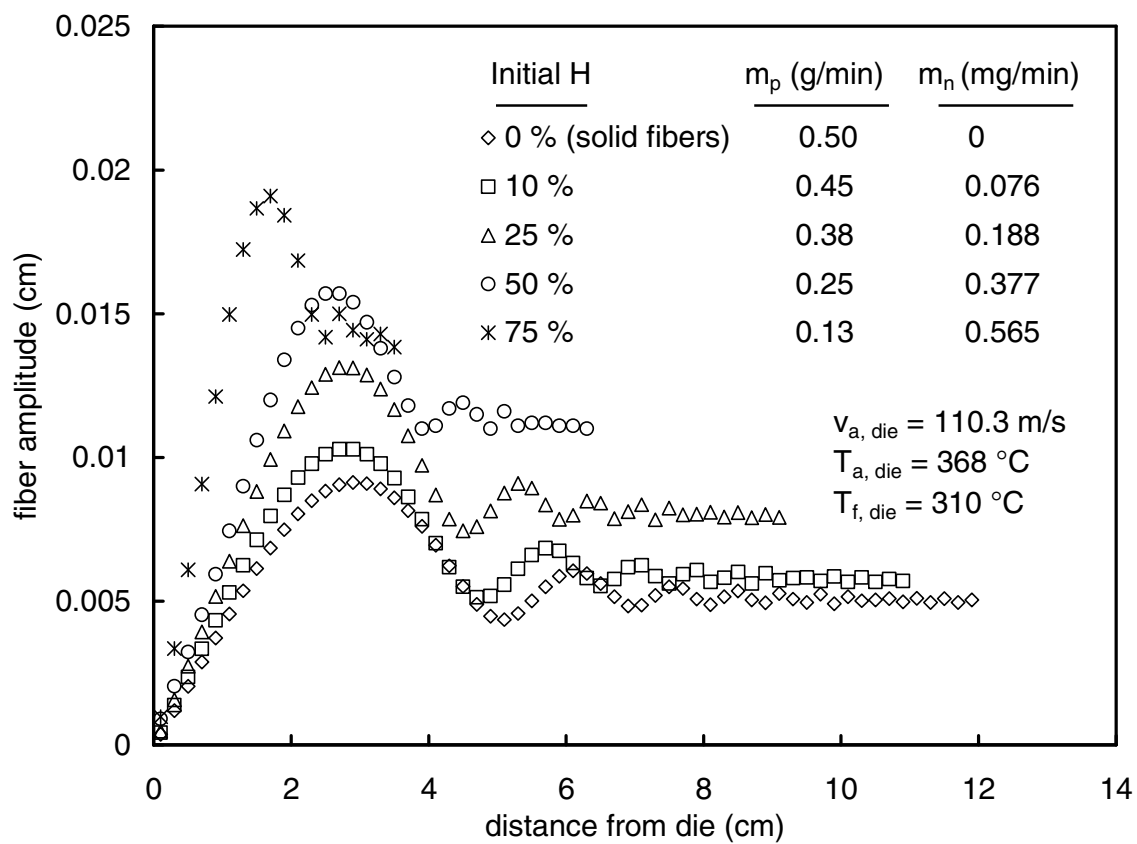 0.025
0.02
0.015
0.01
0.005
0
fiber amplitude (cm)
Initial H m_p (g/min) m_n (mg/min)
0 % (solid fibers) 0.50 0
10 % 0.45 0.076
25 % 0.38 0.188
50 % 0.25 0.377
75 % 0.13 0.565
v_a, die = 110.3 m/s
T_a, die = 368 °C
T_f, die = 310 °C
0 2 4 6 8 10 12 14
distance from die (cm)